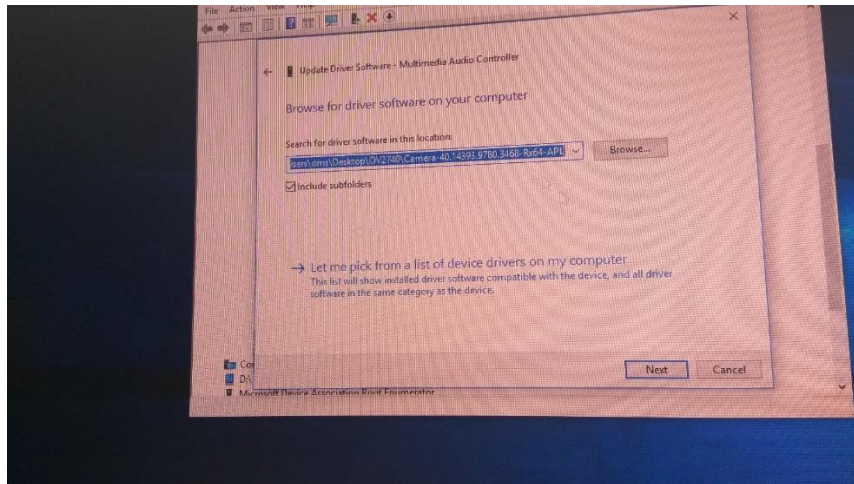 File Action View Help
Update Driver Software - Multimedia Audio Controller
Browse for driver software on your computer
Search for driver software in this location:
sers\dms\Desktop\OV2740\Camera-40.14393.9780.3468-Rx64-APL
Browse...
Include subfolders
Let me pick from a list of device drivers on my computer
This list will show installed driver software compatible with the device, and all driver
software in the same category as the device.
Next Cancel
Co
D:\
Microsoft Device Association Root Enumerator